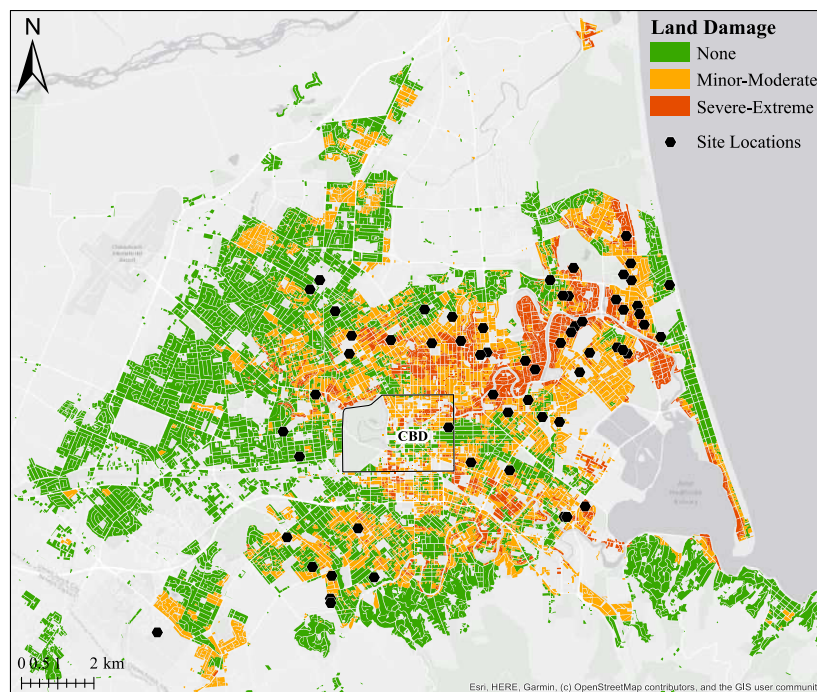 N
Land Damage
None
Minor-Moderate
Severe-Extreme
Site Locations
CBD
0 0.5 1 2 km
Esri, HERE, Garmin, (c) OpenStreetMap contributors, and the GIS user communit